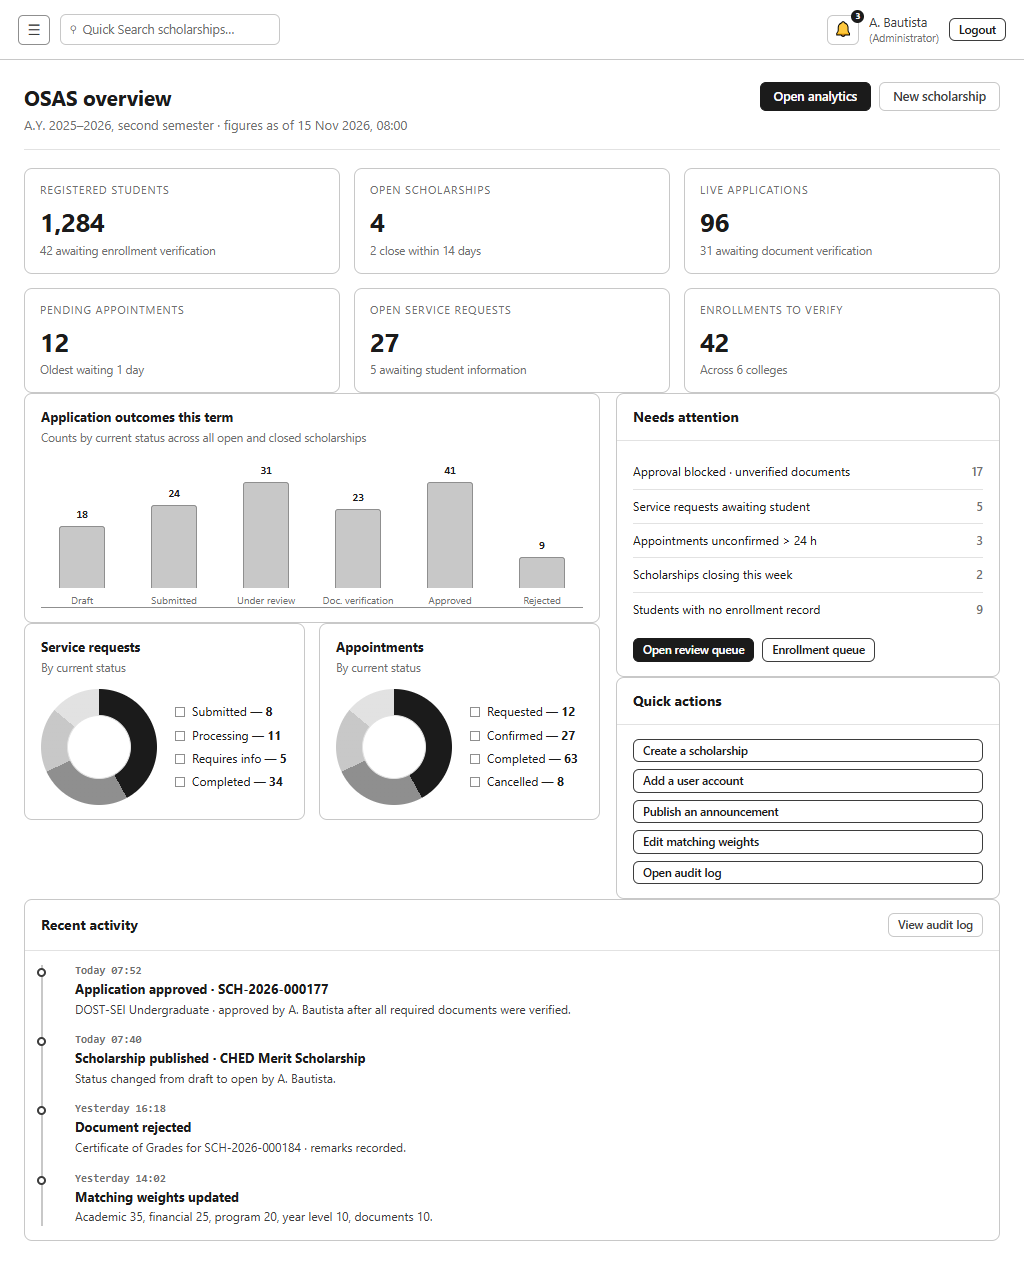 ☰
Quick Search scholarships...
3
A. Bautista
(Administrator)
Logout
OSAS overview
A.Y. 2025–2026, second semester · figures as of 15 Nov 2026, 08:00
Open analytics
New scholarship
REGISTERED STUDENTS
1,284
42 awaiting enrollment verification
OPEN SCHOLARSHIPS
4
2 close within 14 days
LIVE APPLICATIONS
96
31 awaiting document verification
PENDING APPOINTMENTS
12
Oldest waiting 1 day
OPEN SERVICE REQUESTS
27
5 awaiting student information
ENROLLMENTS TO VERIFY
42
Across 6 colleges
Application outcomes this term
Counts by current status across all open and closed scholarships
18
24
31
23
41
9
Draft
Submitted
Under review
Doc. verification
Approved
Rejected
Needs attention
Approval blocked · unverified documents 17
Service requests awaiting student 5
Appointments unconfirmed > 24 h 3
Scholarships closing this week 2
Students with no enrollment record 9
Open review queue
Enrollment queue
Service requests
By current status
Submitted — 8
Processing — 11
Requires info — 5
Completed — 34
Appointments
By current status
Requested — 12
Confirmed — 27
Completed — 63
Cancelled — 8
Quick actions
Create a scholarship
Add a user account
Publish an announcement
Edit matching weights
Open audit log
Recent activity
View audit log
Today 07:52
Application approved · SCH-2026-000177
DOST-SEI Undergraduate · approved by A. Bautista after all required documents were verified.
Today 07:40
Scholarship published · CHED Merit Scholarship
Status changed from draft to open by A. Bautista.
Yesterday 16:18
Document rejected
Certificate of Grades for SCH-2026-000184 · remarks recorded.
Yesterday 14:02
Matching weights updated
Academic 35, financial 25, program 20, year level 10, documents 10.